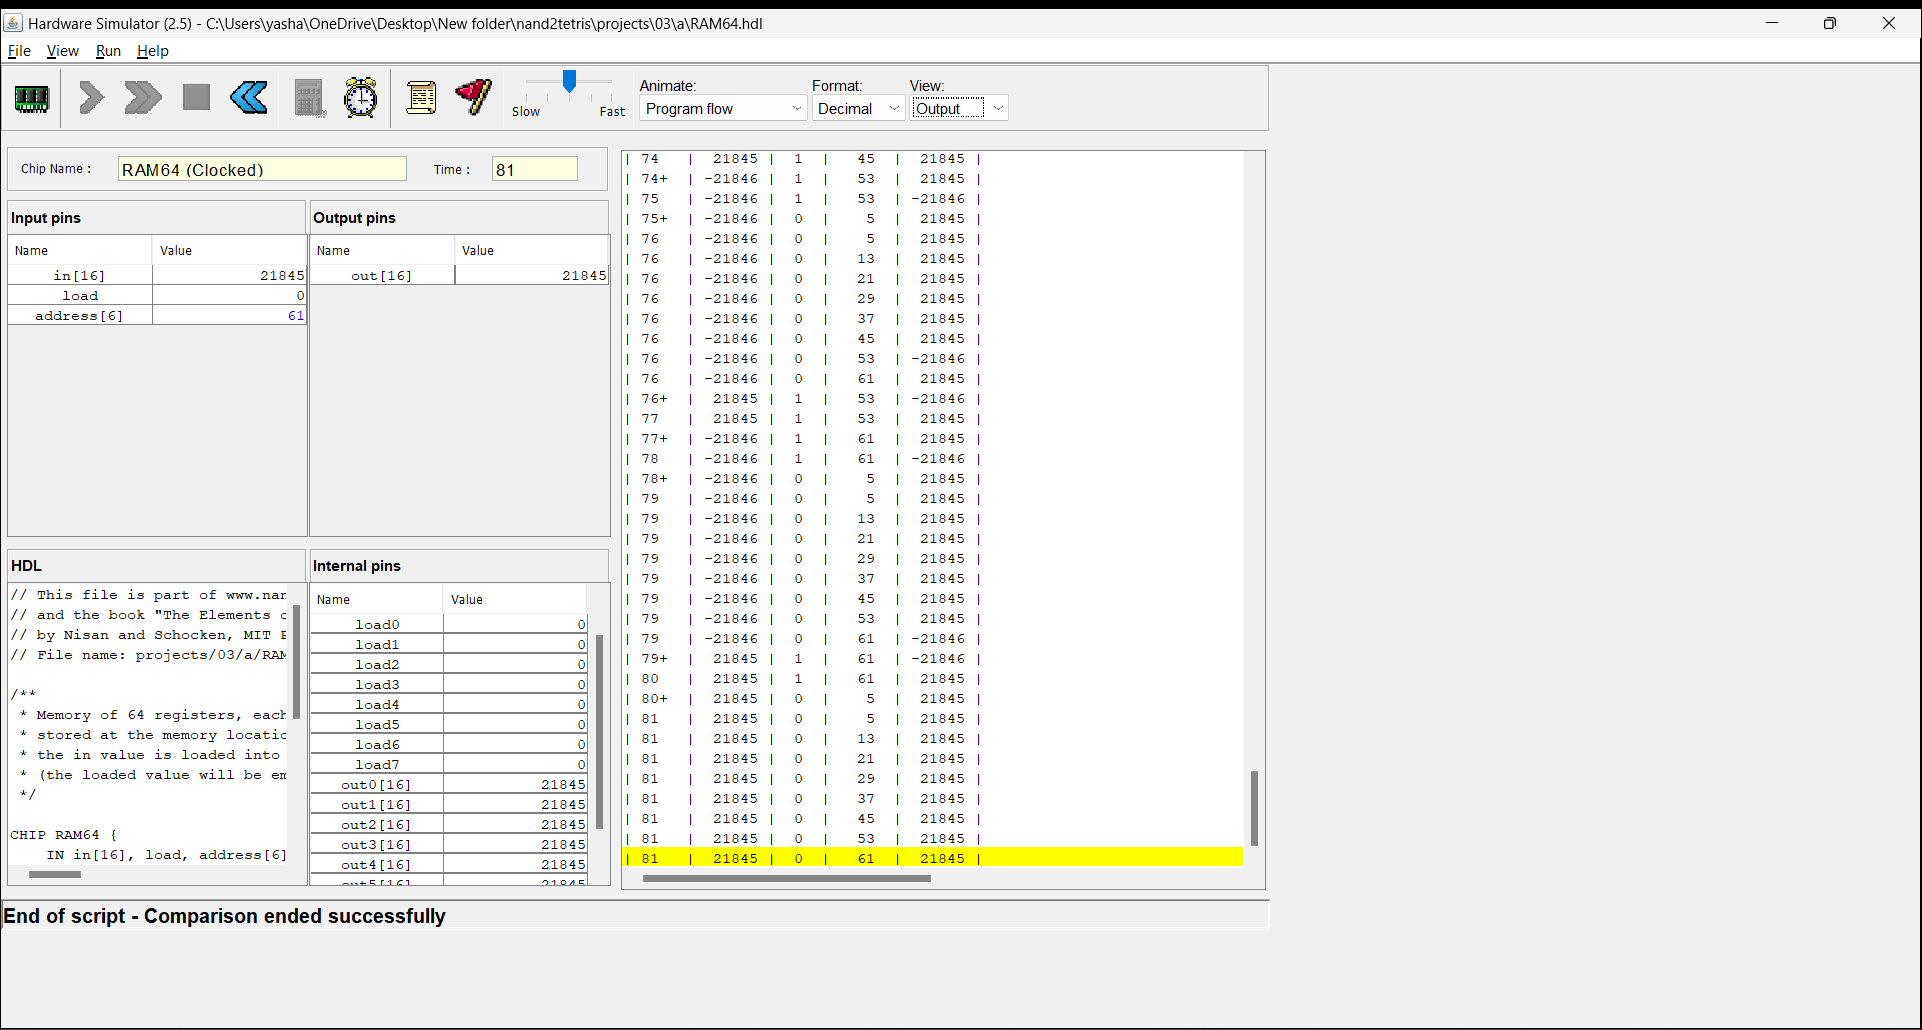 Hardware Simulator (2.5) - C:\Users\yasha\OneDrive\Desktop\New folder\nand2tetris\projects\03\a\RAM64.hdl
File View Run Help
Slow Fast
Animate: Format: View:
Program flow Decimal Output
Chip Name : RAM64 (Clocked) Time : 81
Input pins
Name Value
in[16] 21845
load 0
address[6] 61
Output pins
Name Value
out[16] 21845
HDL
// This file is part of www.nan
// and the book "The Elements o
// by Nisan and Schocken, MIT P
// File name: projects/03/a/RAM
/**
* Memory of 64 registers, each
* stored at the memory locatio
* the in value is loaded into
* (the loaded value will be em
*/
CHIP RAM64 {
IN in[16], load, address[6]
Internal pins
Name Value
load0 0
load1 0
load2 0
load3 0
load4 0
load5 0
load6 0
load7 0
out0[16] 21845
out1[16] 21845
out2[16] 21845
out3[16] 21845
out4[16] 21845
out5[16] 21845
| 74 | 21845 | 1 | 45 | 21845 |
| 74+ | -21846 | 1 | 53 | 21845 |
| 75 | -21846 | 1 | 53 | -21846 |
| 75+ | -21846 | 0 | 5 | 21845 |
| 76 | -21846 | 0 | 5 | 21845 |
| 76 | -21846 | 0 | 13 | 21845 |
| 76 | -21846 | 0 | 21 | 21845 |
| 76 | -21846 | 0 | 29 | 21845 |
| 76 | -21846 | 0 | 37 | 21845 |
| 76 | -21846 | 0 | 45 | 21845 |
| 76 | -21846 | 0 | 53 | -21846 |
| 76 | -21846 | 0 | 61 | 21845 |
| 76+ | 21845 | 1 | 53 | -21846 |
| 77 | 21845 | 1 | 53 | 21845 |
| 77+ | -21846 | 1 | 61 | 21845 |
| 78 | -21846 | 1 | 61 | -21846 |
| 78+ | -21846 | 0 | 5 | 21845 |
| 79 | -21846 | 0 | 5 | 21845 |
| 79 | -21846 | 0 | 13 | 21845 |
| 79 | -21846 | 0 | 21 | 21845 |
| 79 | -21846 | 0 | 29 | 21845 |
| 79 | -21846 | 0 | 37 | 21845 |
| 79 | -21846 | 0 | 45 | 21845 |
| 79 | -21846 | 0 | 53 | 21845 |
| 79 | -21846 | 0 | 61 | -21846 |
| 79+ | 21845 | 1 | 61 | -21846 |
| 80 | 21845 | 1 | 61 | 21845 |
| 80+ | 21845 | 0 | 5 | 21845 |
| 81 | 21845 | 0 | 5 | 21845 |
| 81 | 21845 | 0 | 13 | 21845 |
| 81 | 21845 | 0 | 21 | 21845 |
| 81 | 21845 | 0 | 29 | 21845 |
| 81 | 21845 | 0 | 37 | 21845 |
| 81 | 21845 | 0 | 45 | 21845 |
| 81 | 21845 | 0 | 53 | 21845 |
| 81 | 21845 | 0 | 61 | 21845 |
End of script - Comparison ended successfully